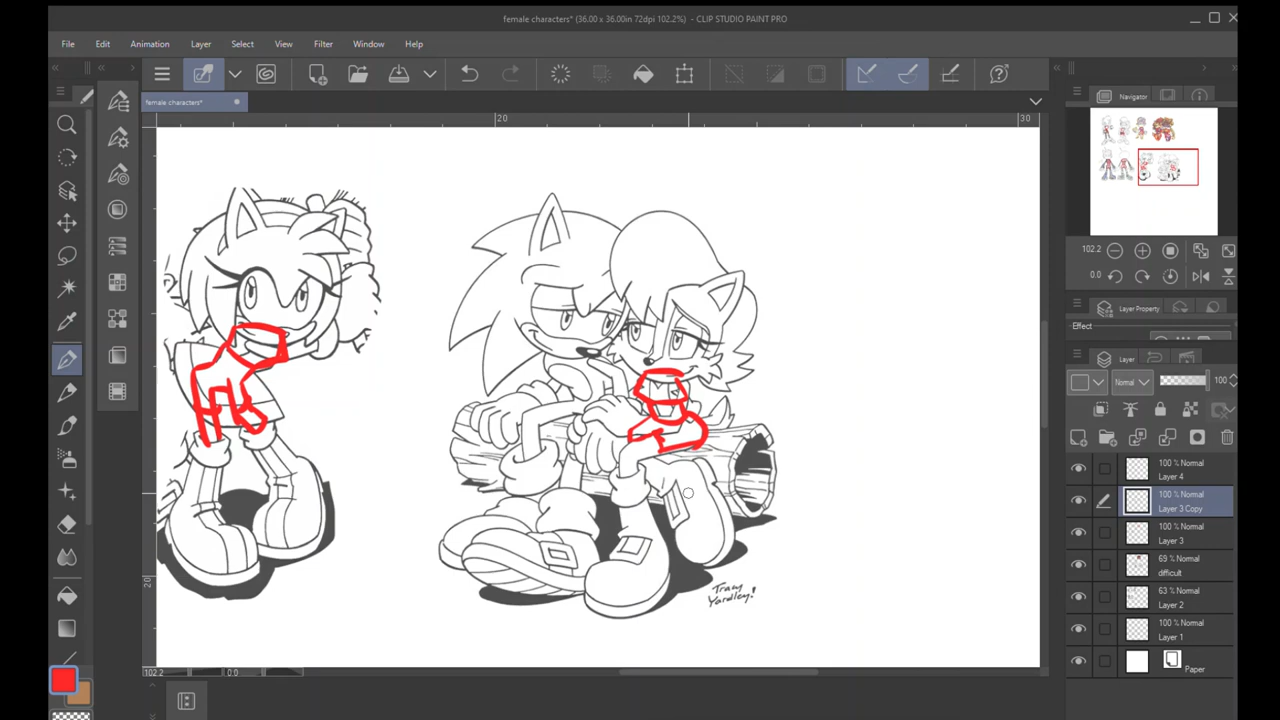 female characters* (36.00 x 36.00in 72dpi 102.2%) - CLIP STUDIO PAINT PRO
File Edit Animation Layer Select View Filter Window Help
female characters*
Navigator
20
30
102.2
0.0
Layer Property
Effect
Layer
Normal 100
100 % Normal
Layer 4
100 % Normal
Layer 3 Copy
100 % Normal
Layer 3
69 % Normal
difficult
63 % Normal
Layer 2
100 % Normal
Layer 1
Paper
20
Tracy
Yardley!
102.2 0.0